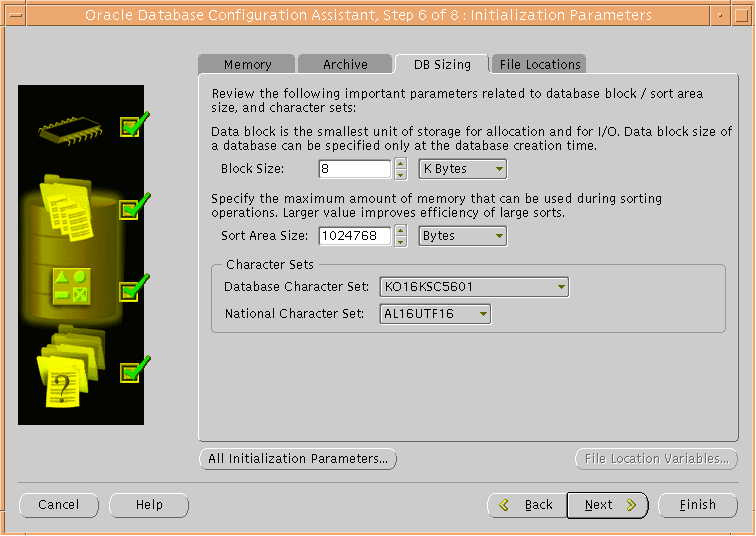 Oracle Database Configuration Assistant, Step 6 of 8 : Initialization Parameters
Memory
Archive
DB Sizing
File Locations
Review the following important parameters related to database block / sort area
size, and character sets:
Data block is the smallest unit of storage for allocation and for I/O. Data block size of
a database can be specified only at the database creation time.
Block Size: 8 K Bytes
Specify the maximum amount of memory that can be used during sorting
operations. Larger value improves efficiency of large sorts.
Sort Area Size: 1024768 Bytes
Character Sets
Database Character Set: KO16KSC5601
National Character Set: AL16UTF16
?
All Initialization Parameters...
File Location Variables...
Cancel
Help
Back
Next
Finish